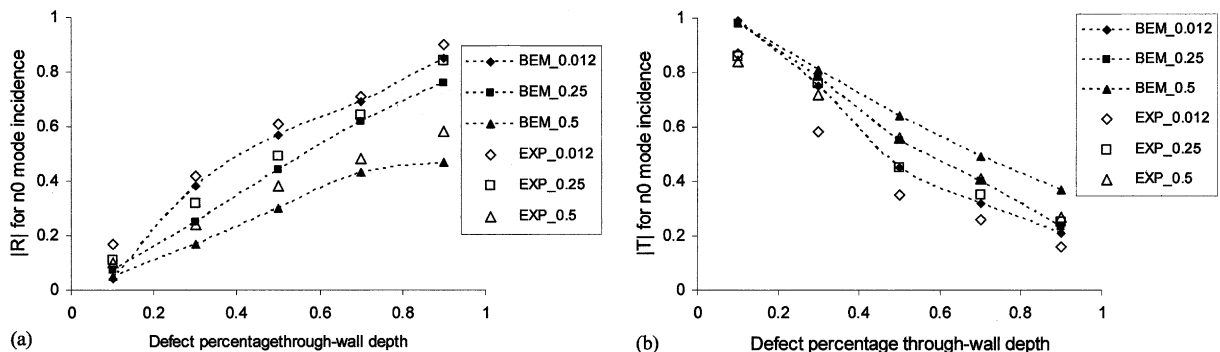 |R| for n0 mode incidence
1
0.8
0.6
0.4
0.2
0
0 0.2 0.4 0.6 0.8 1
Defect percentagethrough-wall depth
BEM_0.012
BEM_0.25
BEM_0.5
EXP_0.012
EXP_0.25
EXP_0.5
(a)
|T| for n0 mode incidence
1
0.8
0.6
0.4
0.2
0
0 0.2 0.4 0.6 0.8 1
Defect percentage through-wall depth
BEM_0.012
BEM_0.25
BEM_0.5
EXP_0.012
EXP_0.25
EXP_0.5
(b)